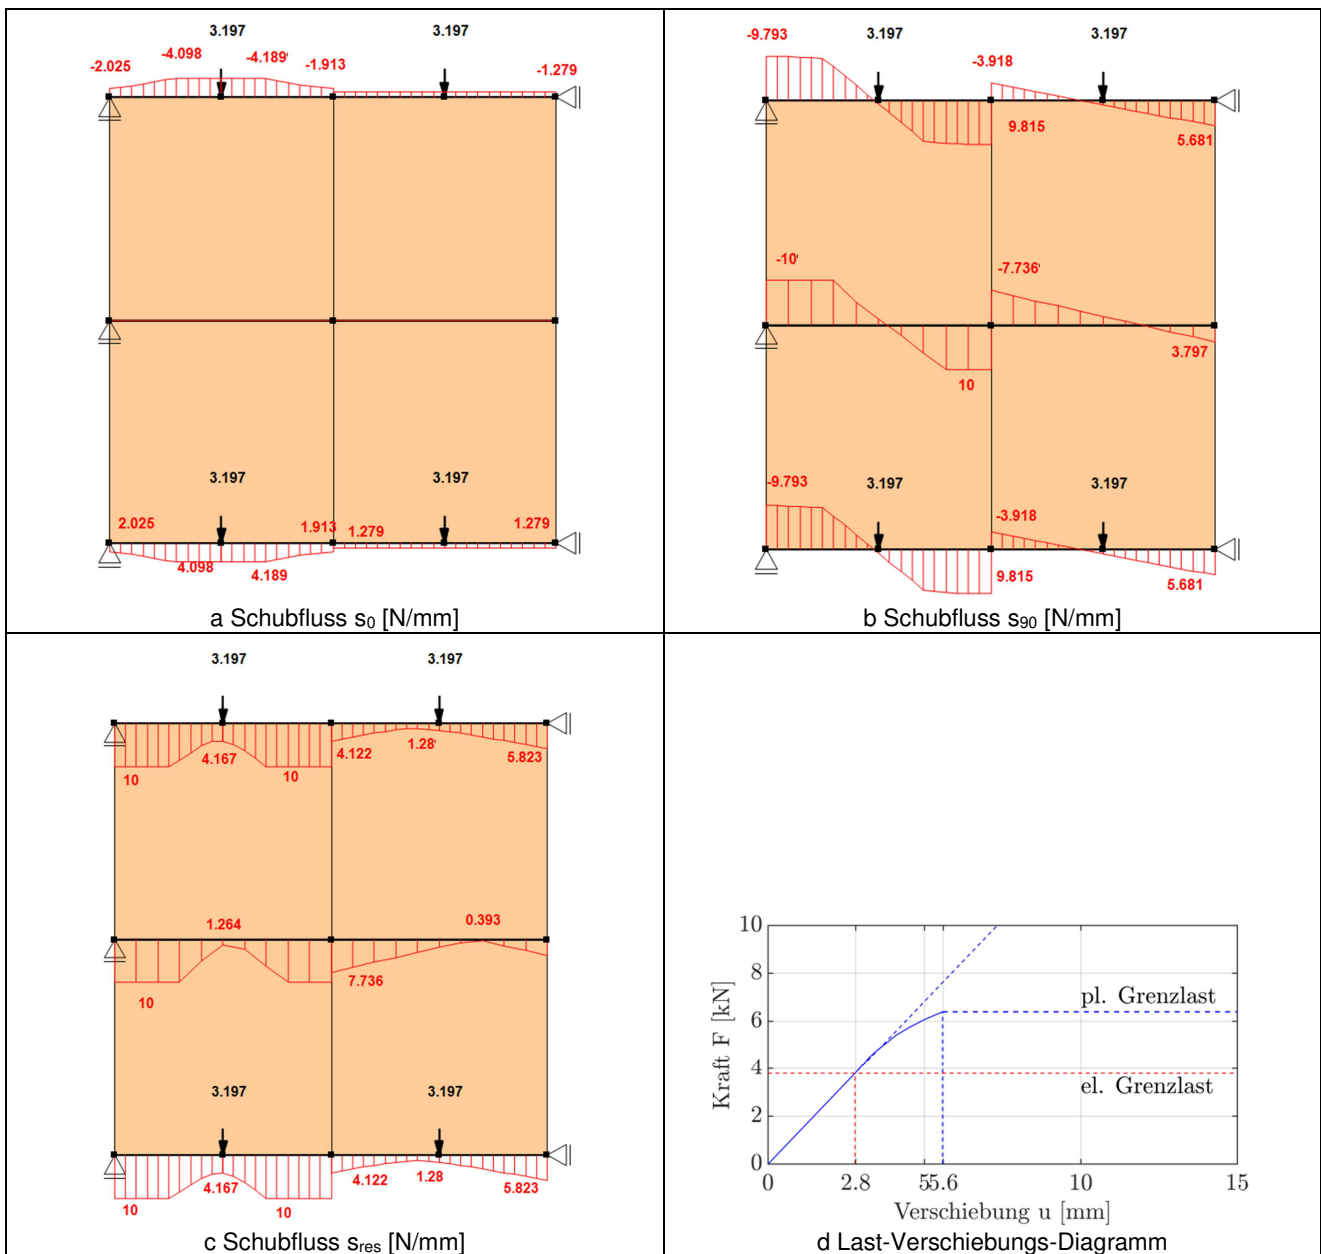 3.197 3.197
-2.025 -4.098 -4.189' -1.913 -1.279
3.197 3.197
2.025 1.913 1.279 1.279
4.098 4.189
a Schubfluss s₀ [N/mm]
-9.793 3.197 3.197
-3.918
9.815 5.681
-10' -7.736'
10 3.797
-9.793 3.197 3.197
-3.918
9.815 5.681
b Schubfluss s₉₀ [N/mm]
3.197 3.197
10 4.167 10 4.122 1.28' 5.823
1.264 0.393
10 7.736
3.197 3.197
10 4.167 10 4.122 1.28 5.823
c Schubfluss sres [N/mm]
10
8
6
4
2
0
Kraft F [kN]
pl. Grenzlast
el. Grenzlast
0 2.8 5 5.6 10 15
Verschiebung u [mm]
d Last-Verschiebungs-Diagramm